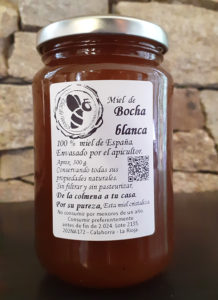 Miel de
Bocha
blanca
100 % miel de España.
Envasado por el apicultor.
Aprox. 500 g
Conservando todas sus
propiedades naturales.
Sin filtrar y sin pasteurizar.
De la colmena a tu casa.
Por su pureza, Esta miel cristaliza.
No consumir por menores de un año.
Consumir preferentemente
antes de fin de 2.024. Lote 2135
Calahorra - la Rioja